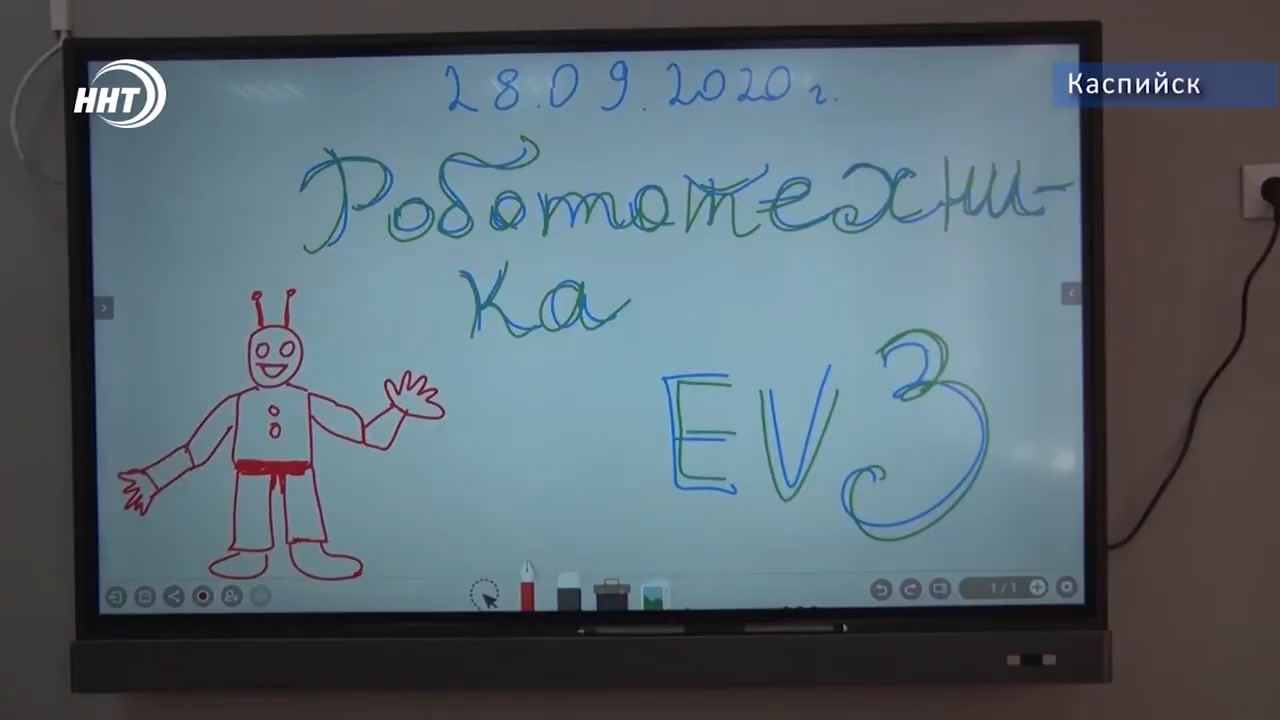 ННТ
Каспийск
28.09.2020 г.
Робототехни-
ка
EV3
1/1